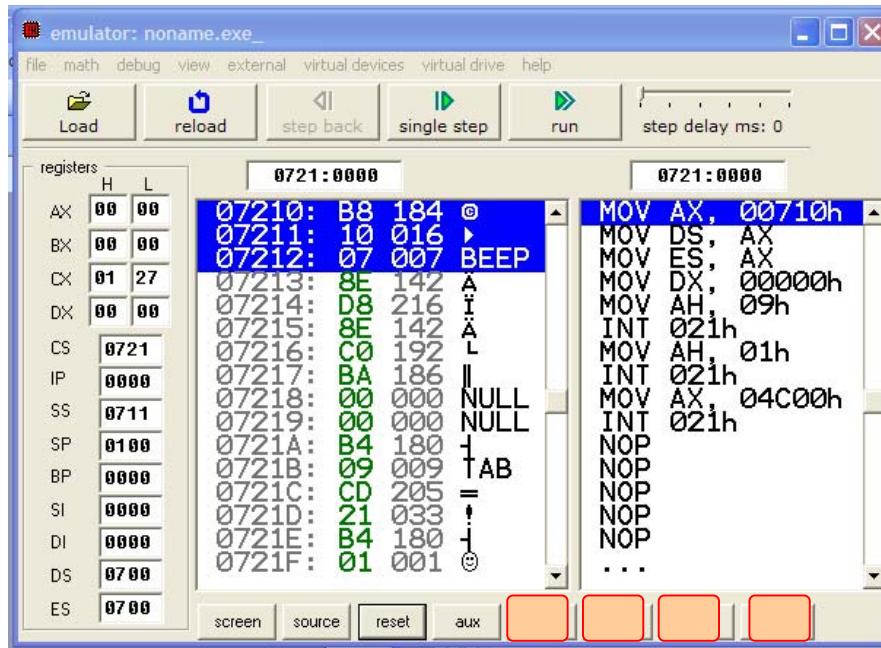 emulator: noname.exe_
file math debug view external virtual devices virtual drive help
Load reload step back single step run step delay ms: 0
registers
H L
AX 00 00
BX 00 00
CX 01 27
DX 00 00
CS 0721
IP 0000
SS 0711
SP 0100
BP 0000
SI 0000
DI 0000
DS 0700
ES 0700
0721:0000
07210: B8 184 ©
07211: 10 016 ►
07212: 07 007 BEEP
07213: 8E 142 Ä
07214: D8 216 Ï
07215: 8E 142 Ä
07216: C0 192 └
07217: BA 186 ║
07218: 00 000 NULL
07219: 00 000 NULL
0721A: B4 180 ┤
0721B: 09 009 TAB
0721C: CD 205 ═
0721D: 21 033 !
0721E: B4 180 ┤
0721F: 01 001 ☺
0721:0000
MOV AX, 00710h
MOV DS, AX
MOV ES, AX
MOV DX, 00000h
MOV AH, 09h
INT 021h
MOV AH, 01h
INT 021h
MOV AX, 04C00h
INT 021h
NOP
NOP
NOP
NOP
NOP
...
screen source reset aux